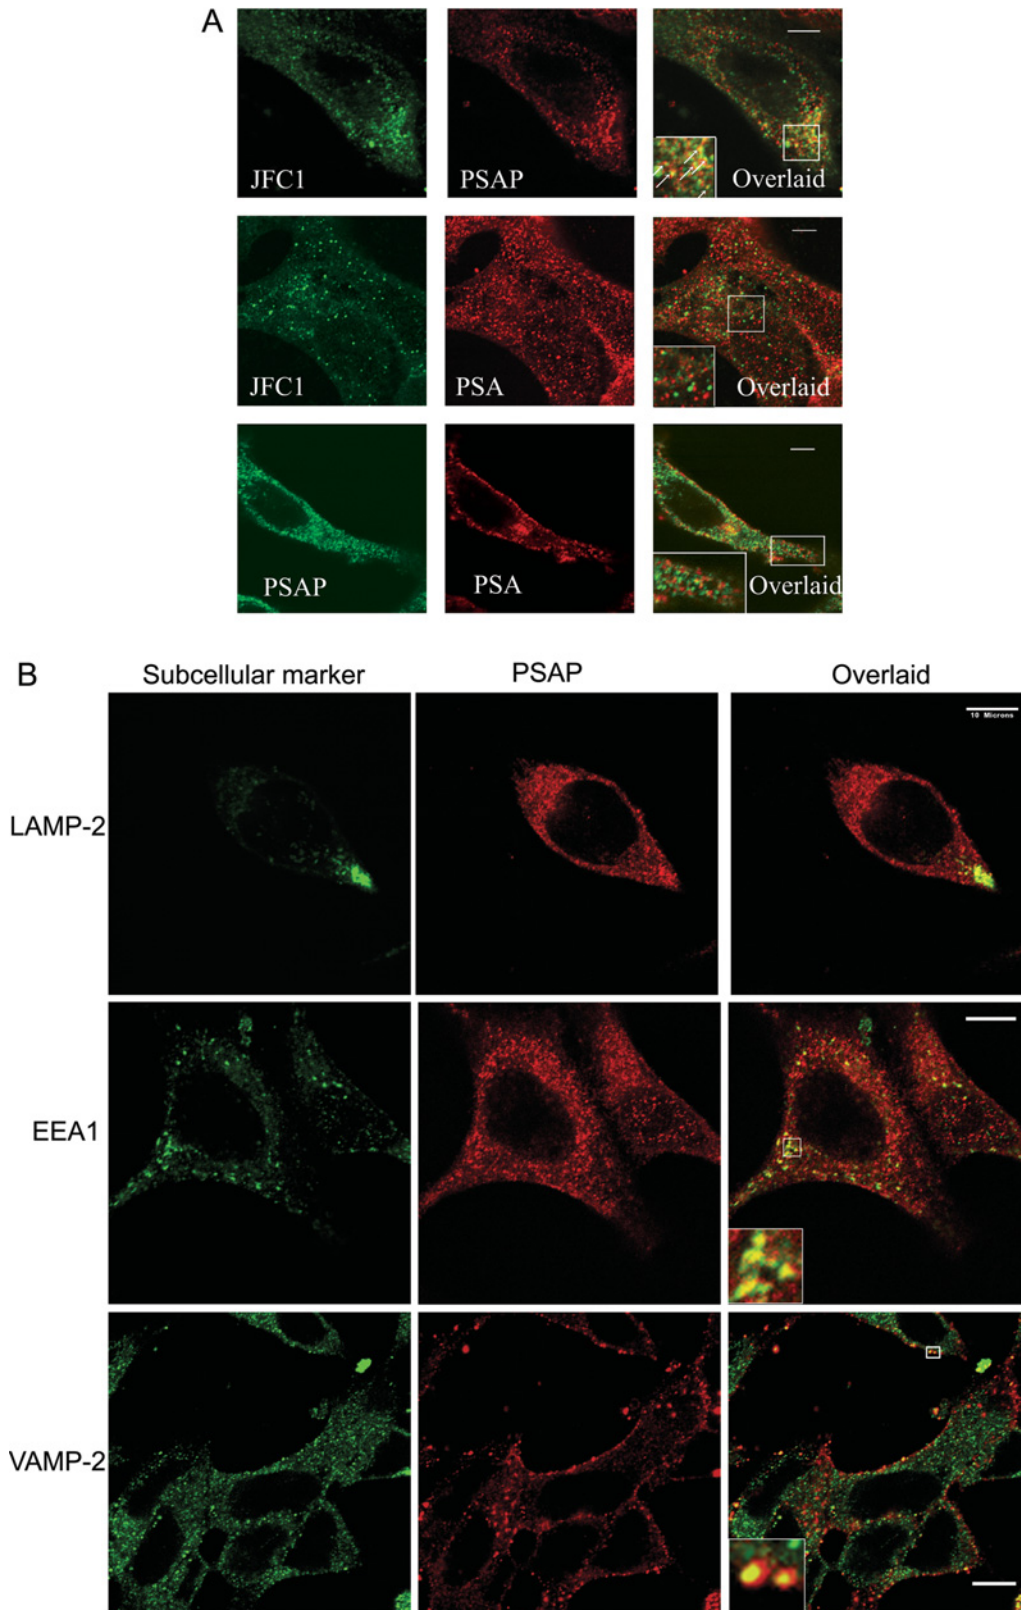 A
JFC1
PSAP
Overlaid
JFC1
PSA
Overlaid
PSAP
PSA
Overlaid
B
Subcellular marker
PSAP
Overlaid
10 Microns
LAMP-2
EEA1
VAMP-2